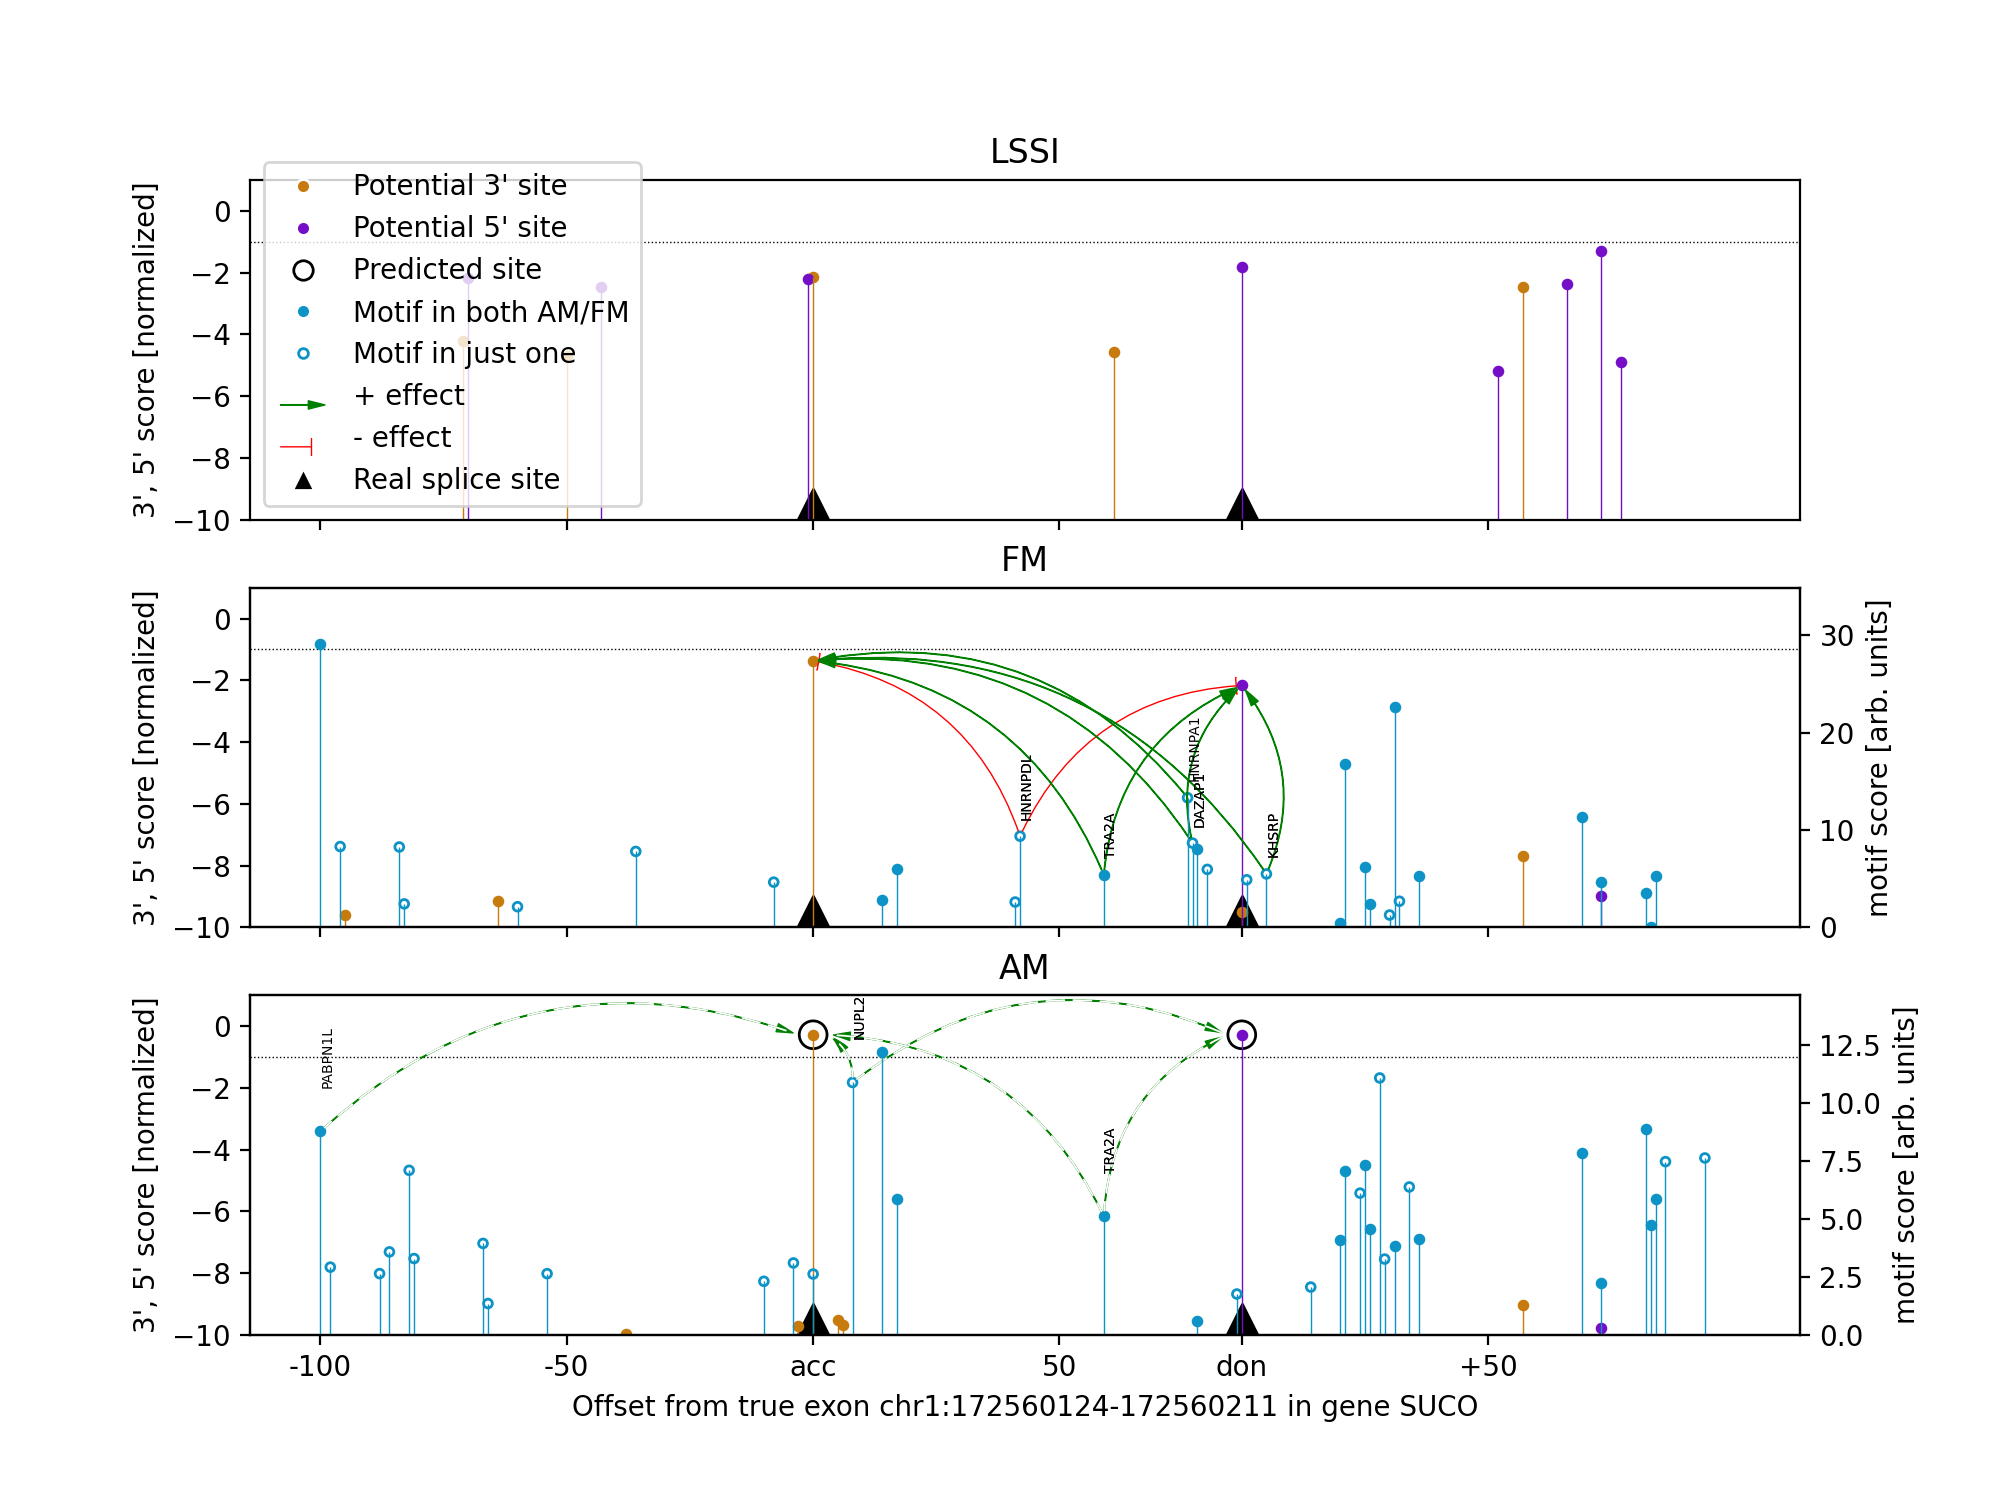 LSSI
3', 5' score [normalized]
0
−2
−4
−6
−8
−10
Potential 3' site
Potential 5' site
Predicted site
Motif in both AM/FM
Motif in just one
+ effect
- effect
Real splice site
FM
3', 5' score [normalized]
0
−2
−4
−6
−8
−10
HNRNPDL
TRA2A
HNRNPA1
DAZAP1
KHSRP
30
20
10
0
motif score [arb. units]
AM
3', 5' score [normalized]
0
−2
−4
−6
−8
−10
PABPN1L
NUPL2
TRA2A
12.5
10.0
7.5
5.0
2.5
0.0
motif score [arb. units]
-100 -50 acc 50 don +50
Offset from true exon chr1:172560124-172560211 in gene SUCO